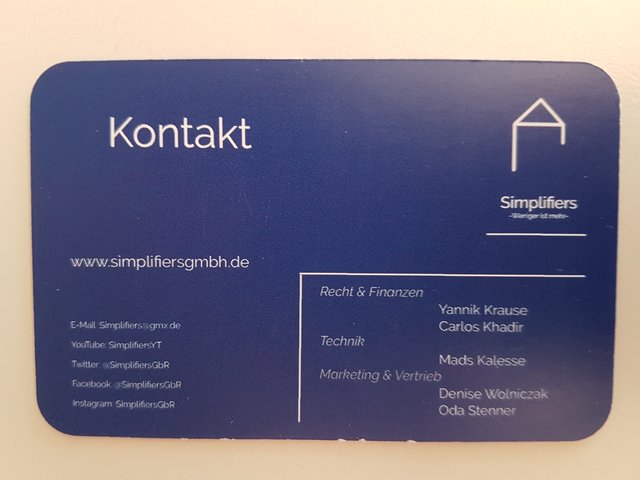 Kontakt
Simplifiers
-Weniger ist mehr-
www.simplifiersgmbh.de
E-Mail: Simplifiers@gmx.de
YouTube: SimplifiersYT
Twitter: @SimplifiersGbR
Facebook: @SimplifiersGbR
Instagram: SimplifiersGbR
Recht & Finanzen
Yannik Krause
Carlos Khadir
Technik
Mads Kalesse
Marketing & Vertrieb
Denise Wolniczak
Oda Stenner